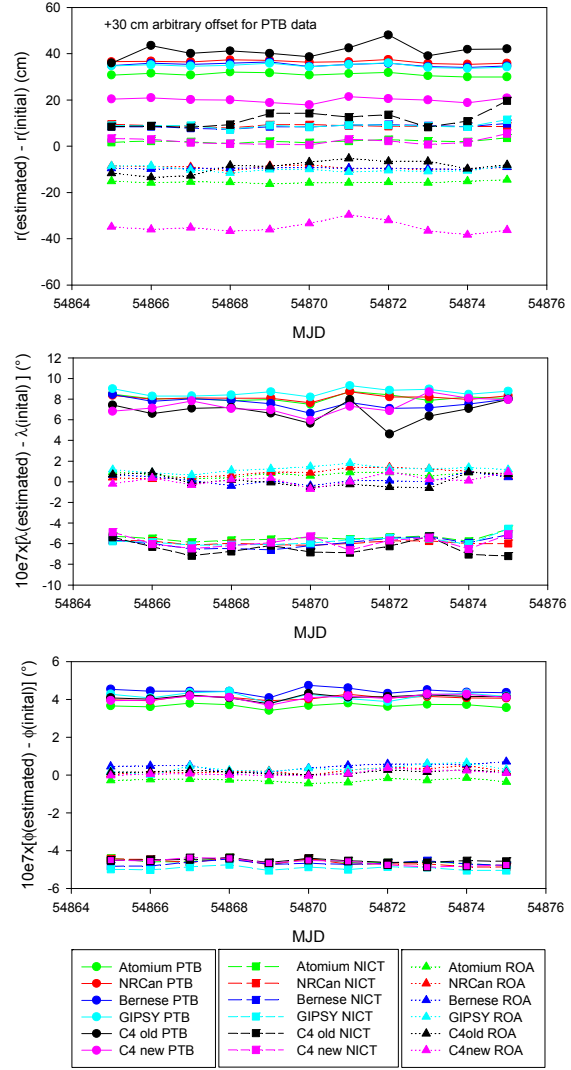 +30 cm arbitrary offset for PTB data
r(estimated) - r(initial) (cm)
60
40
20
0
-20
-40
-60
54864 54866 54868 54870 54872 54874 54876
MJD
10e7x[λ(estimated) - λ(inital) ] (°)
12
10
8
6
4
2
0
-2
-4
-6
-8
-10
54864 54866 54868 54870 54872 54874 54876
MJD
10e7x[ϕ(estimated) - ϕ(inital)] (°)
6
4
2
0
-2
-4
-6
54864 54866 54868 54870 54872 54874 54876
MJD
Atomium PTB
NRCan PTB
Bernese PTB
GIPSY PTB
C4 old PTB
C4 new PTB
Atomium NICT
NRCan NICT
Bernese NICT
GIPSY NICT
C4 old NICT
C4 new NICT
Atomium ROA
NRCan ROA
Bernese ROA
GIPSY ROA
C4old ROA
C4new ROA